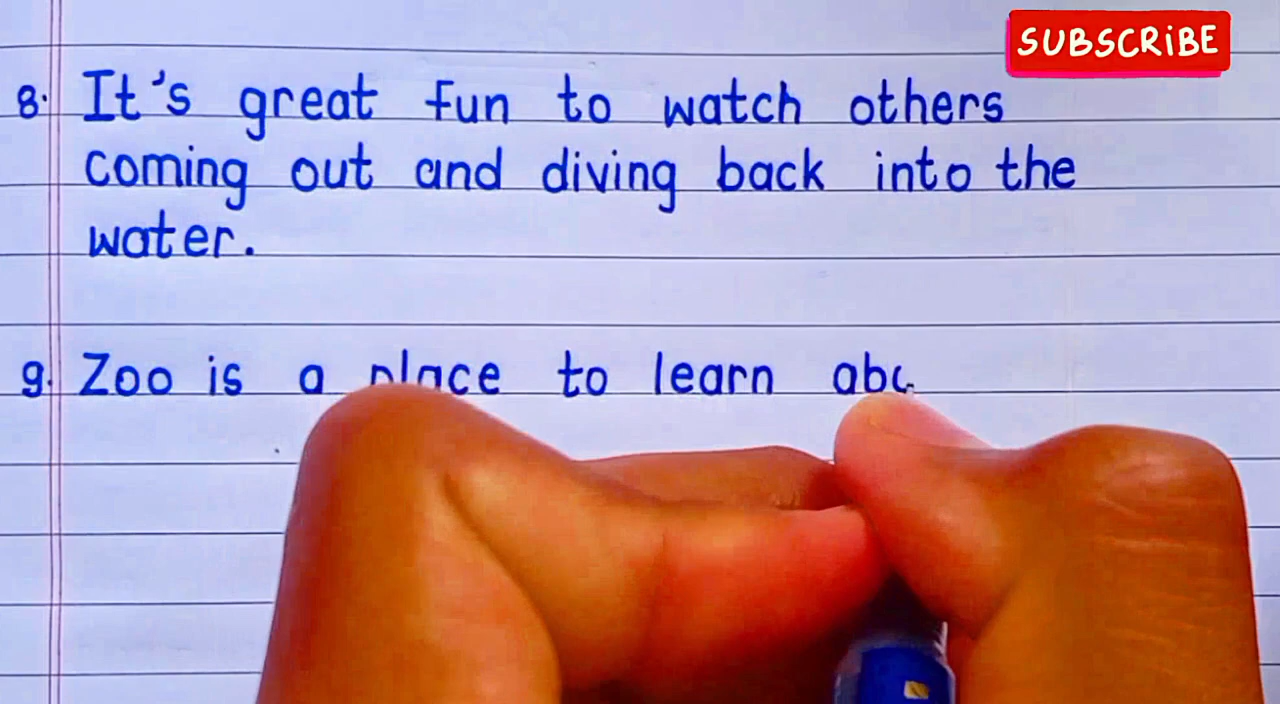 SUBSCRiBE
8. It's great fun to watch others
coming out and diving back into the
water.
9. Zoo is a place to learn